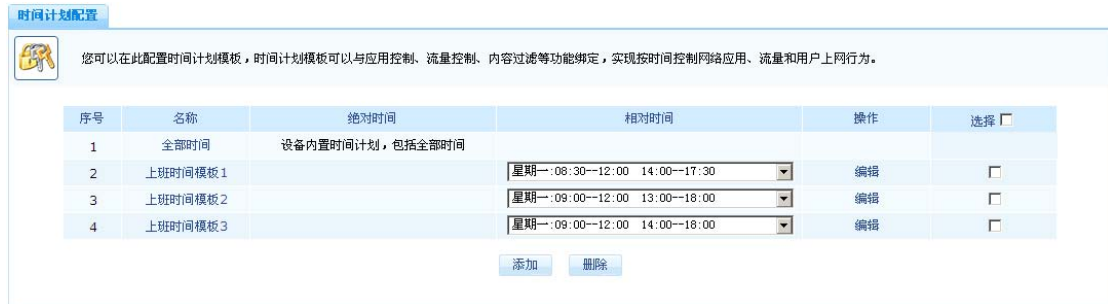 时间计划配置
您可以在此配置时间计划模板，时间计划模板可以与应用控制、流量控制、内容过滤等功能绑定，实现按时间控制网络应用、流量和用户上网行为。
序号 名称 绝对时间 相对时间 操作 选择
1 全部时间 设备内置时间计划，包括全部时间
2 上班时间模板1 星期一:08:30--12:00 14:00--17:30 编辑
3 上班时间模板2 星期一:09:00--12:00 13:00--18:00 编辑
4 上班时间模板3 星期一:09:00--12:00 14:00--18:00 编辑
添加 删除